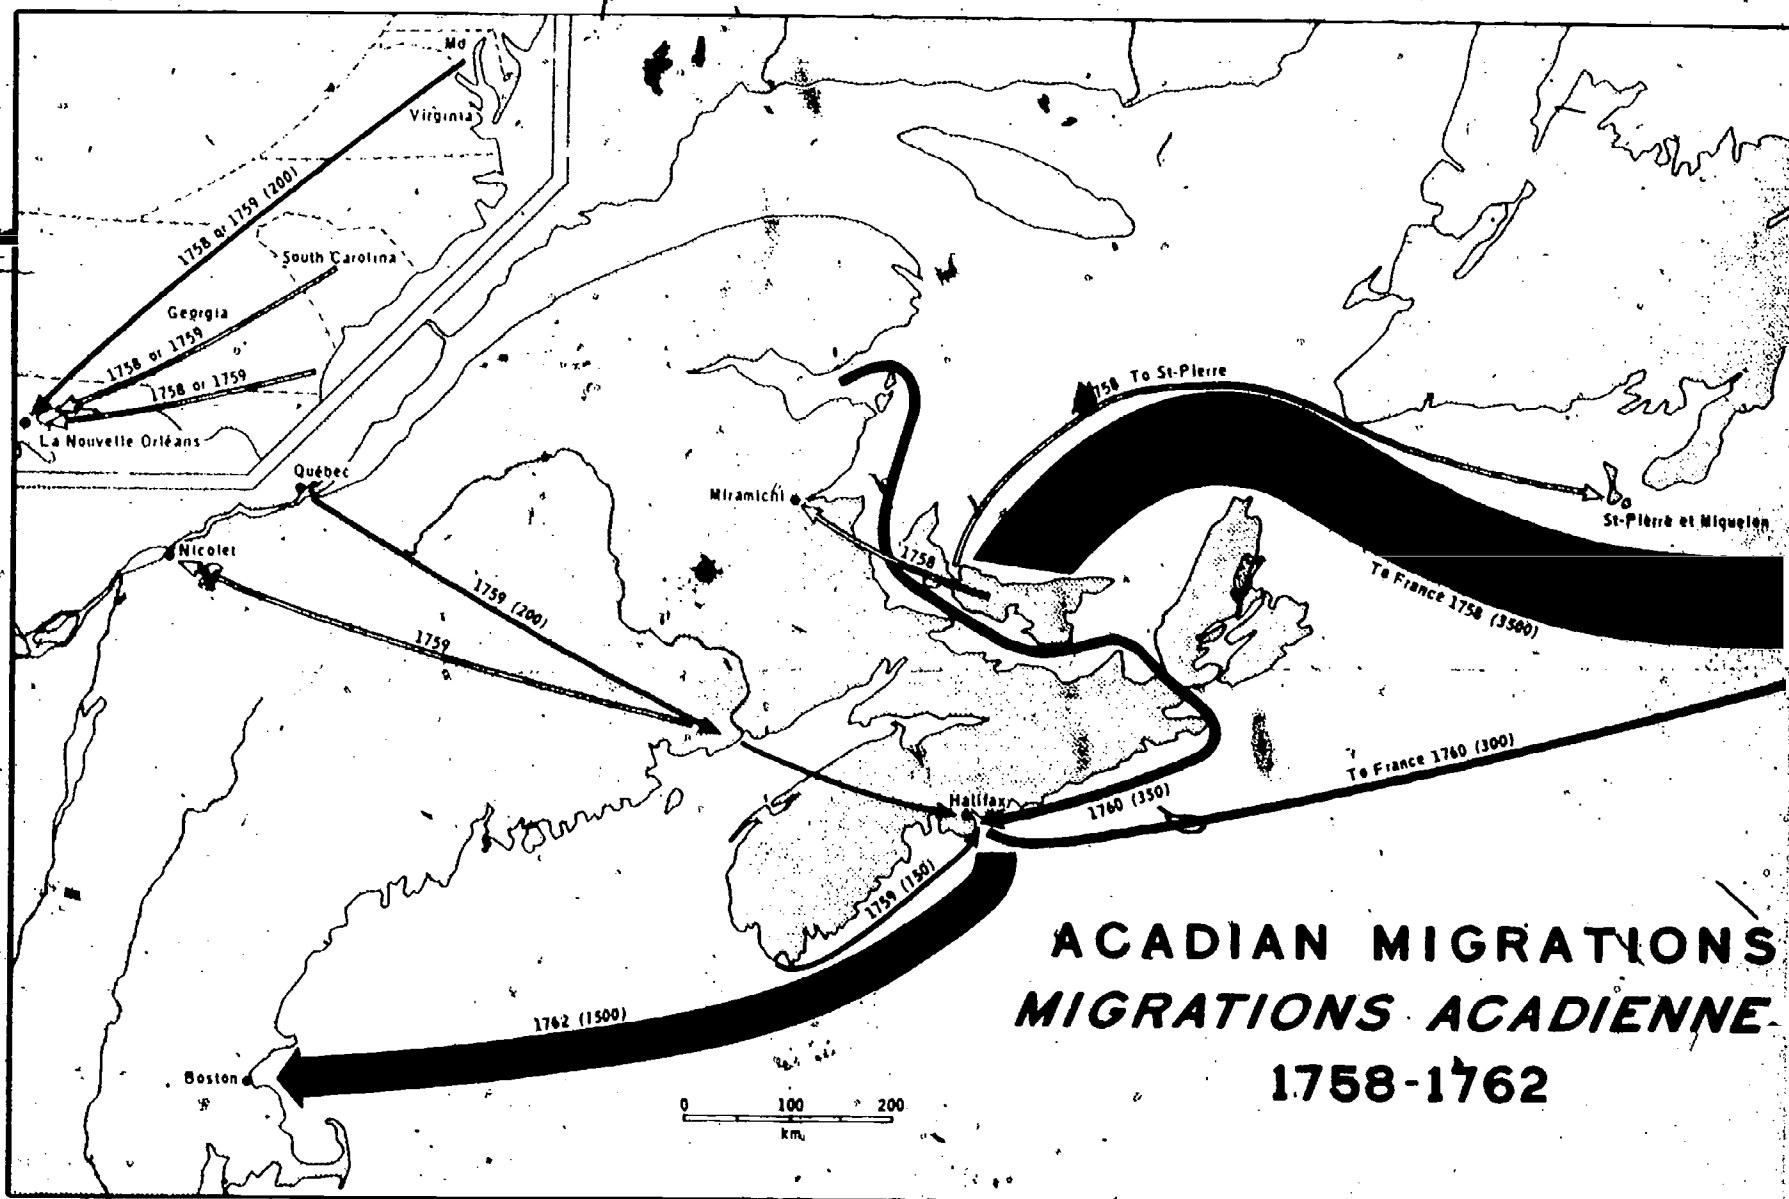 Md
Virginia
1758 or 1759 (200)
South Carolina
Georgia
1758 or 1759
1758 or 1759
La Nouvelle Orléans
Québec
Nicolet
1759 (200)
1759
Miramichi
1758
1758 To St-Pierre
St-Pierre et Miquelon
To France 1758 (3500)
To France 1760 (300)
Halifax
1760 (350)
1759 (150)
1762 (1500)
Boston
0 100 200
km
ACADIAN MIGRATIONS
MIGRATIONS ACADIENNE
1758-1762